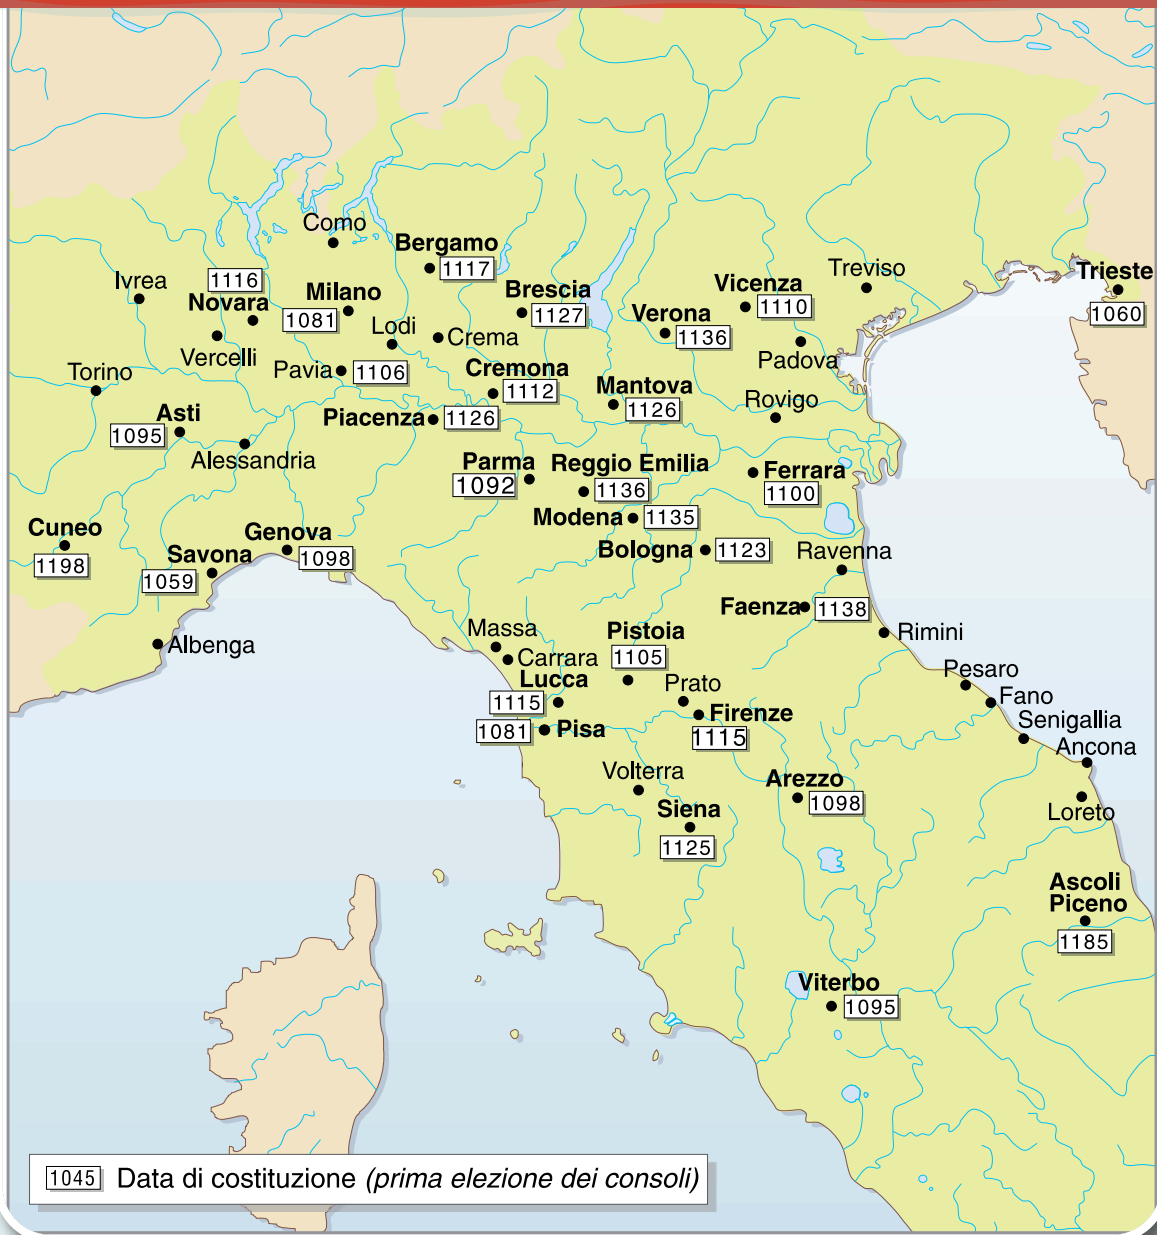 Como
Bergamo
1117
Ivrea
1116
Novara
Milano
1081
Brescia
1127
Vicenza
1110
Treviso
Trieste
1060
Verona
1136
Lodi
Crema
Vercelli
Padova
Torino
Pavia
1106
Cremona
1112
Mantova
1126
Rovigo
Asti
1095
Piacenza
1126
Alessandria
Parma
1092
Reggio Emilia
1136
Ferrara
1100
Modena
1135
Cuneo
1198
Genova
1098
Savona
1059
Bologna
1123
Ravenna
Faenza
1138
Rimini
Albenga
Massa
Carrara
Pistoia
1105
Lucca
1115
Prato
Pesaro
Fano
Firenze
1115
1081
Pisa
Senigallia
Ancona
Volterra
Arezzo
1098
Loreto
Siena
1125
Ascoli
Piceno
1185
Viterbo
1095
1045 Data di costituzione (prima elezione dei consoli)